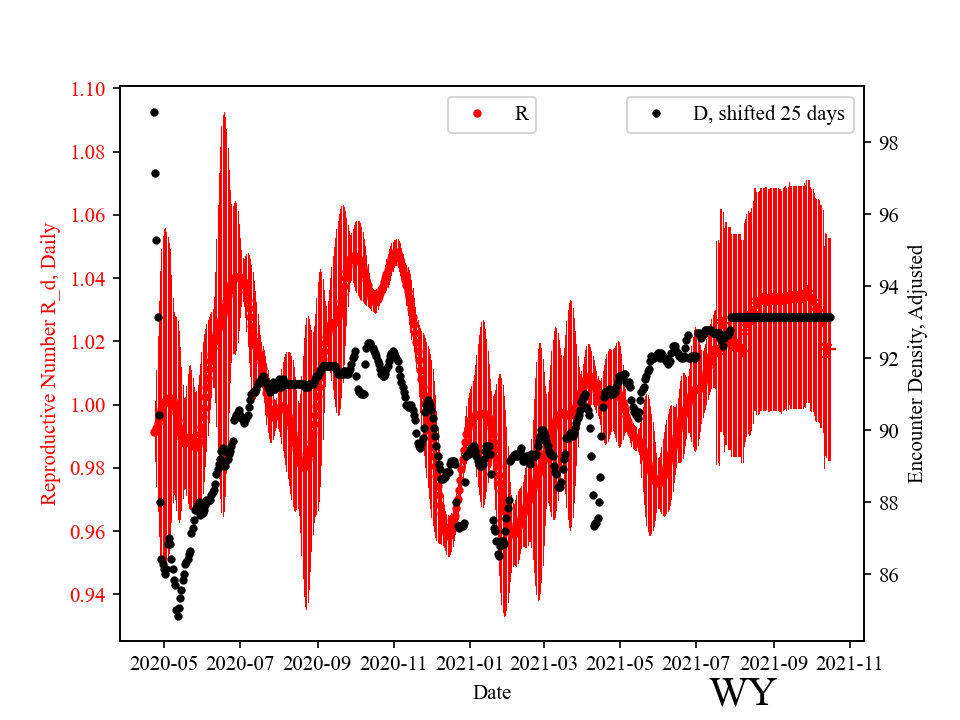 R
D, shifted 25 days
1.10
1.08
1.06
1.04
1.02
1.00
0.98
0.96
0.94
Reproductive Number R_d, Daily
98
96
94
92
90
88
86
Encounter Density, Adjusted
2020-05 2020-07 2020-09 2020-11 2021-01 2021-03 2021-05 2021-07 2021-09 2021-11
Date
WY